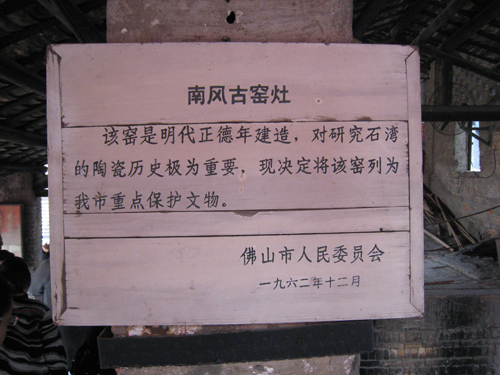 南风古窑灶
该窑是明代正德年建造，对研究石湾
的陶瓷历史极为重要，现决定将该窑列为
我市重点保护文物。
佛山市人民委员会
一九六二年十二月